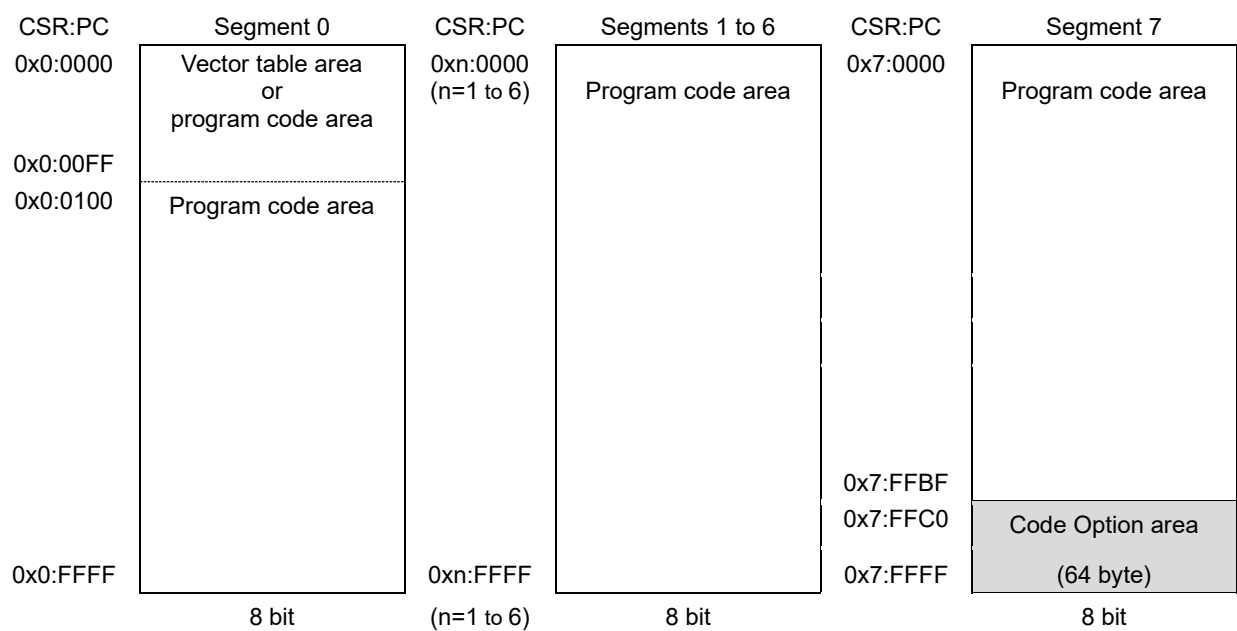 CSR:PC Segment 0 CSR:PC Segments 1 to 6 CSR:PC Segment 7
0x0:0000 Vector table area 0xn:0000 0x7:0000
or (n=1 to 6) Program code area Program code area
program code area
0x0:00FF
0x0:0100 Program code area
0x7:FFBF
0x7:FFC0 Code Option area
0x0:FFFF 0xn:FFFF 0x7:FFFF (64 byte)
8 bit (n=1 to 6) 8 bit 8 bit